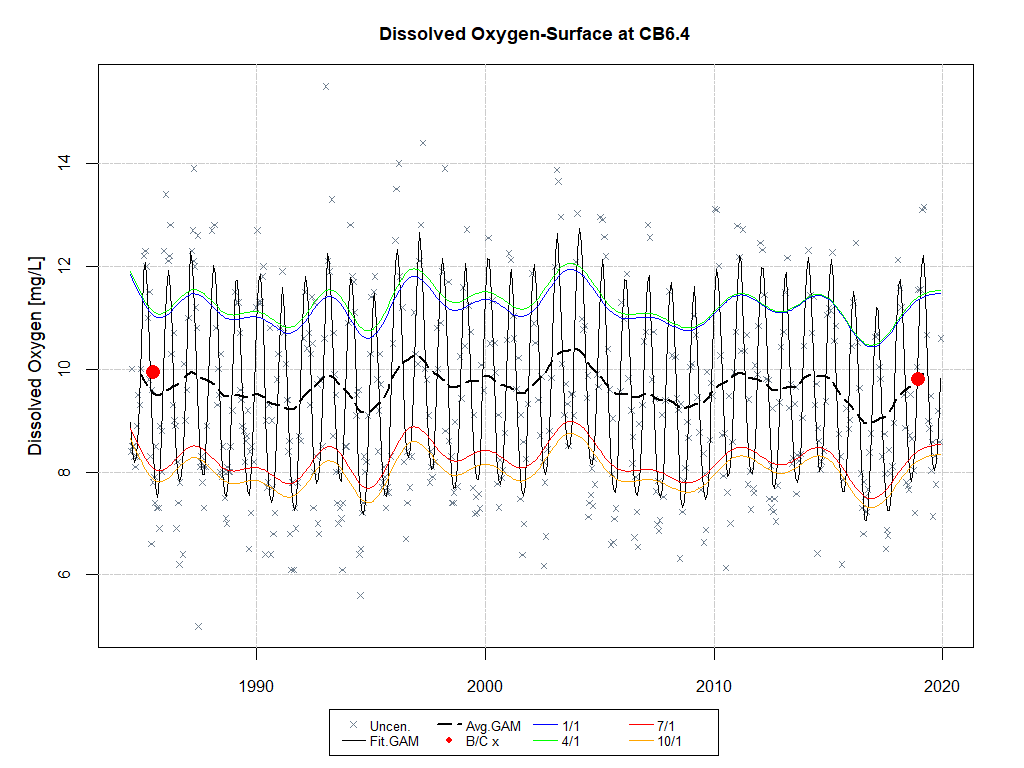 Dissolved Oxygen-Surface at CB6.4
Dissolved Oxygen [mg/L]
14
12
10
8
6
1990 2000 2010 2020
Uncen. Avg.GAM 1/1 7/1
Fit.GAM B/C x 4/1 10/1